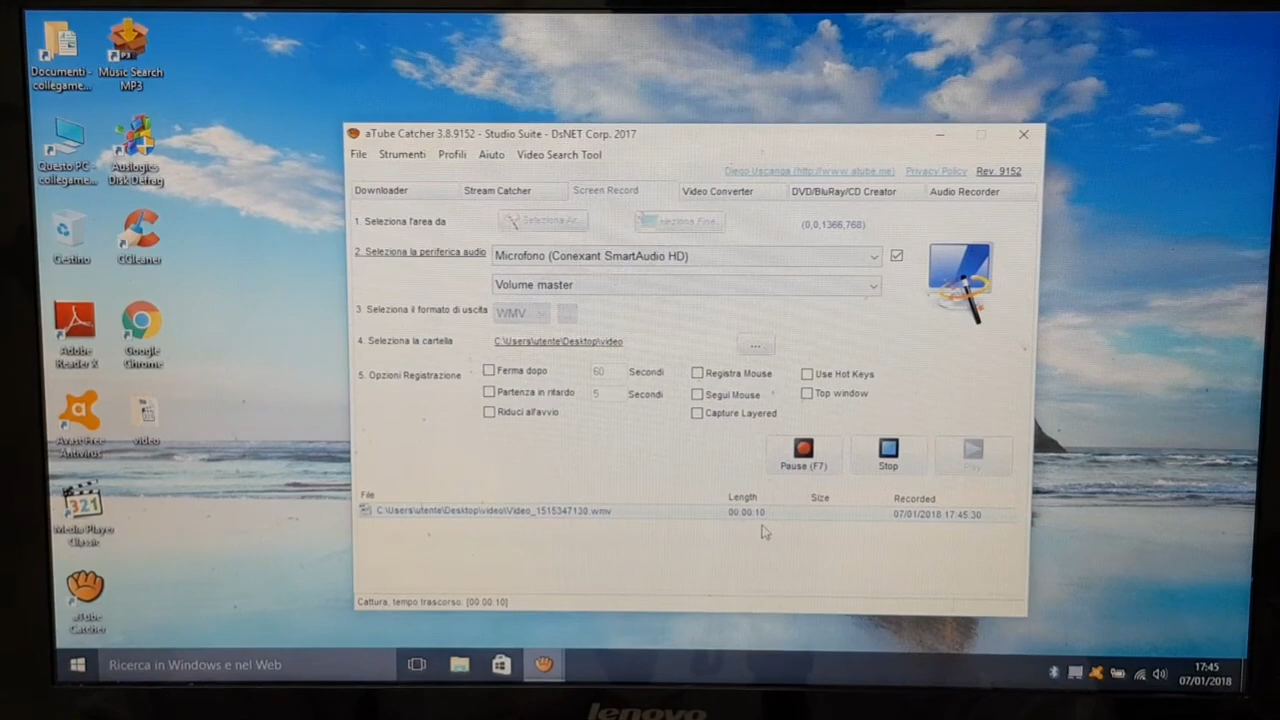 Documenti -
collegame...
Music Search
MP3
Questo PC -
collegame...
Auslogics
Disk Defrag
Cestino
CCleaner
Adobe
Reader X
Google
Chrome
Avast Free
Antivirus
video
Media Player
Classic
aTube
Catcher
aTube Catcher 3.8.9152 - Studio Suite - DsNET Corp. 2017
File Strumenti Profili Aiuto Video Search Tool
Diego Uscanga (http://www.atube.me) Privacy Policy Rev. 9152
Downloader Stream Catcher Screen Record Video Converter DVD/BluRay/CD Creator Audio Recorder
1. Seleziona l'area da Seleziona (0,0,1366,768)
2. Seleziona la periferica audio Microfono (Conexant SmartAudio HD)
Volume master
3. Seleziona il formato di uscita WMV ...
4. Seleziona la cartella C:\Users\utente\Desktop\video ...
5. Opzioni Registrazione
Ferma dopo 60 Secondi Registra Mouse Use Hot Keys
Partenza in ritardo 5 Secondi Segui Mouse Top window
Riduci all'avvio Capture Layered
Pause (F7) Stop Play
File Length Size Recorded
C:\Users\utente\Desktop\video\Video_1515347130.wmv 00:00:10 07/01/2018 17:45:30
Cattura, tempo trascorso: [00:00:10]
Ricerca in Windows e nel Web
17:45
07/01/2018
lenovo